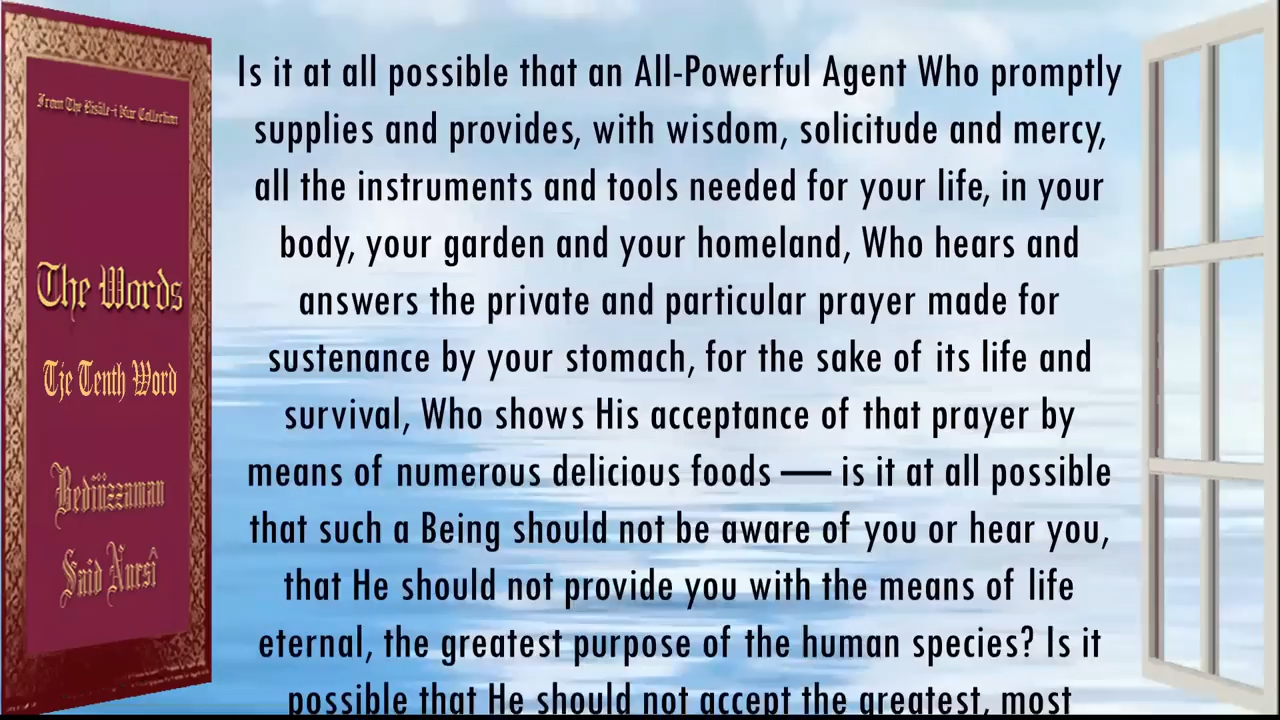 From The Risâle-i Nur Collection
The Words
Tje Tenth Word
Bediüzzaman
Said Nursî
Is it at all possible that an All-Powerful Agent Who promptly
supplies and provides, with wisdom, solicitude and mercy,
all the instruments and tools needed for your life, in your
body, your garden and your homeland, Who hears and
answers the private and particular prayer made for
sustenance by your stomach, for the sake of its life and
survival, Who shows His acceptance of that prayer by
means of numerous delicious foods — is it at all possible
that such a Being should not be aware of you or hear you,
that He should not provide you with the means of life
eternal, the greatest purpose of the human species? Is it
possible that He should not accept the greatest, most